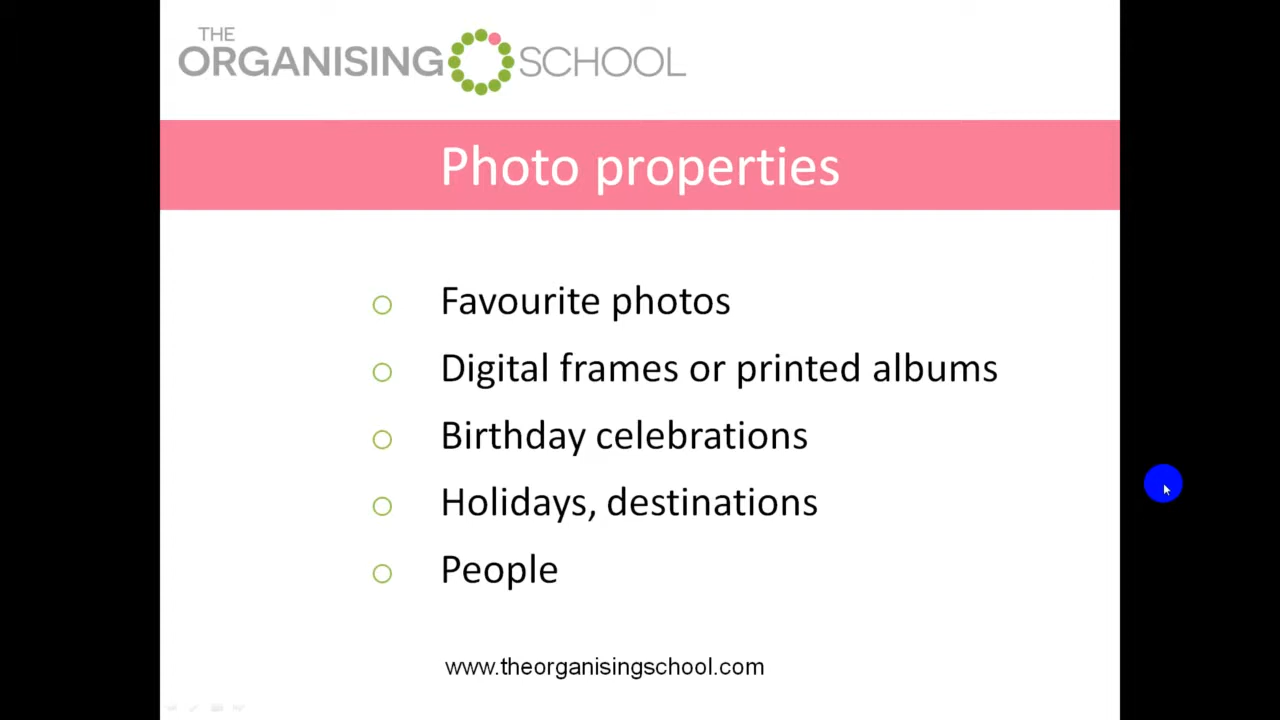 THE
ORGANISING SCHOOL
Photo properties
Favourite photos
Digital frames or printed albums
Birthday celebrations
Holidays, destinations
People
www.theorganisingschool.com